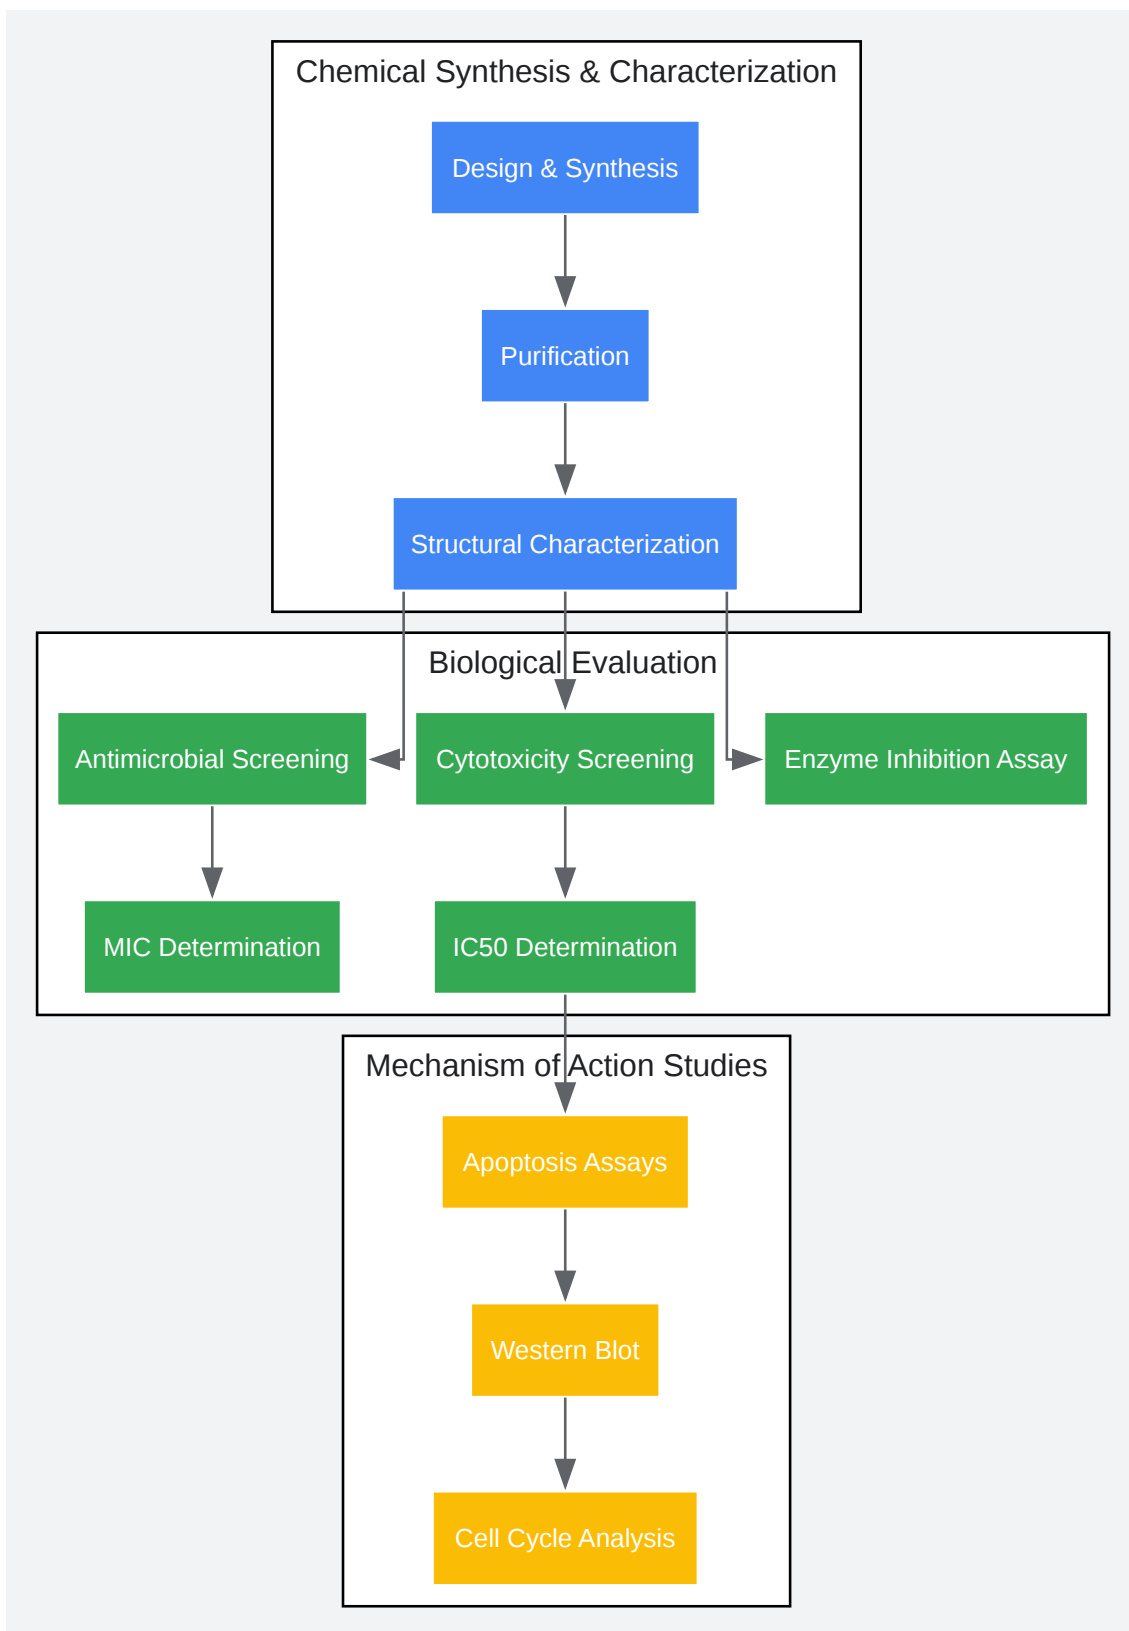 Chemical Synthesis & Characterization
Design & Synthesis
Purification
Structural Characterization
Biological Evaluation
Antimicrobial Screening
Cytotoxicity Screening
Enzyme Inhibition Assay
MIC Determination
IC50 Determination
Mechanism of Action Studies
Apoptosis Assays
Western Blot
Cell Cycle Analysis